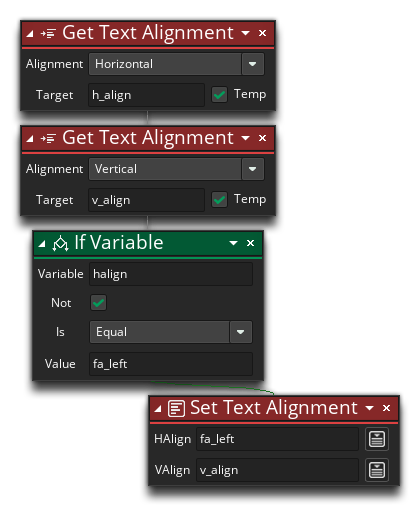 Get Text Alignment
Alignment Horizontal
Target h_align Temp
Get Text Alignment
Alignment Vertical
Target v_align Temp
If Variable
Variable halign
Not
Is Equal
Value fa_left
Set Text Alignment
HAlign fa_left
VAlign v_align